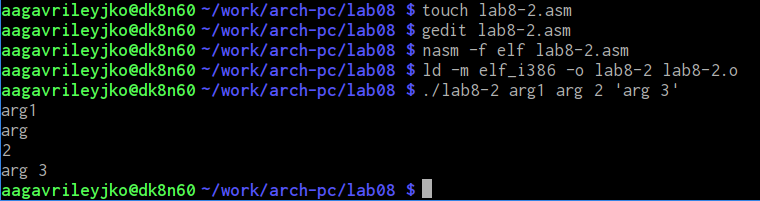 aagavrileyjko@dk8n60 ~/work/arch-pc/lab08 $ touch lab8-2.asm
aagavrileyjko@dk8n60 ~/work/arch-pc/lab08 $ gedit lab8-2.asm
aagavrileyjko@dk8n60 ~/work/arch-pc/lab08 $ nasm -f elf lab8-2.asm
aagavrileyjko@dk8n60 ~/work/arch-pc/lab08 $ ld -m elf_i386 -o lab8-2 lab8-2.o
aagavrileyjko@dk8n60 ~/work/arch-pc/lab08 $ ./lab8-2 arg1 arg 2 'arg 3'
arg1
arg
2
arg 3
aagavrileyjko@dk8n60 ~/work/arch-pc/lab08 $